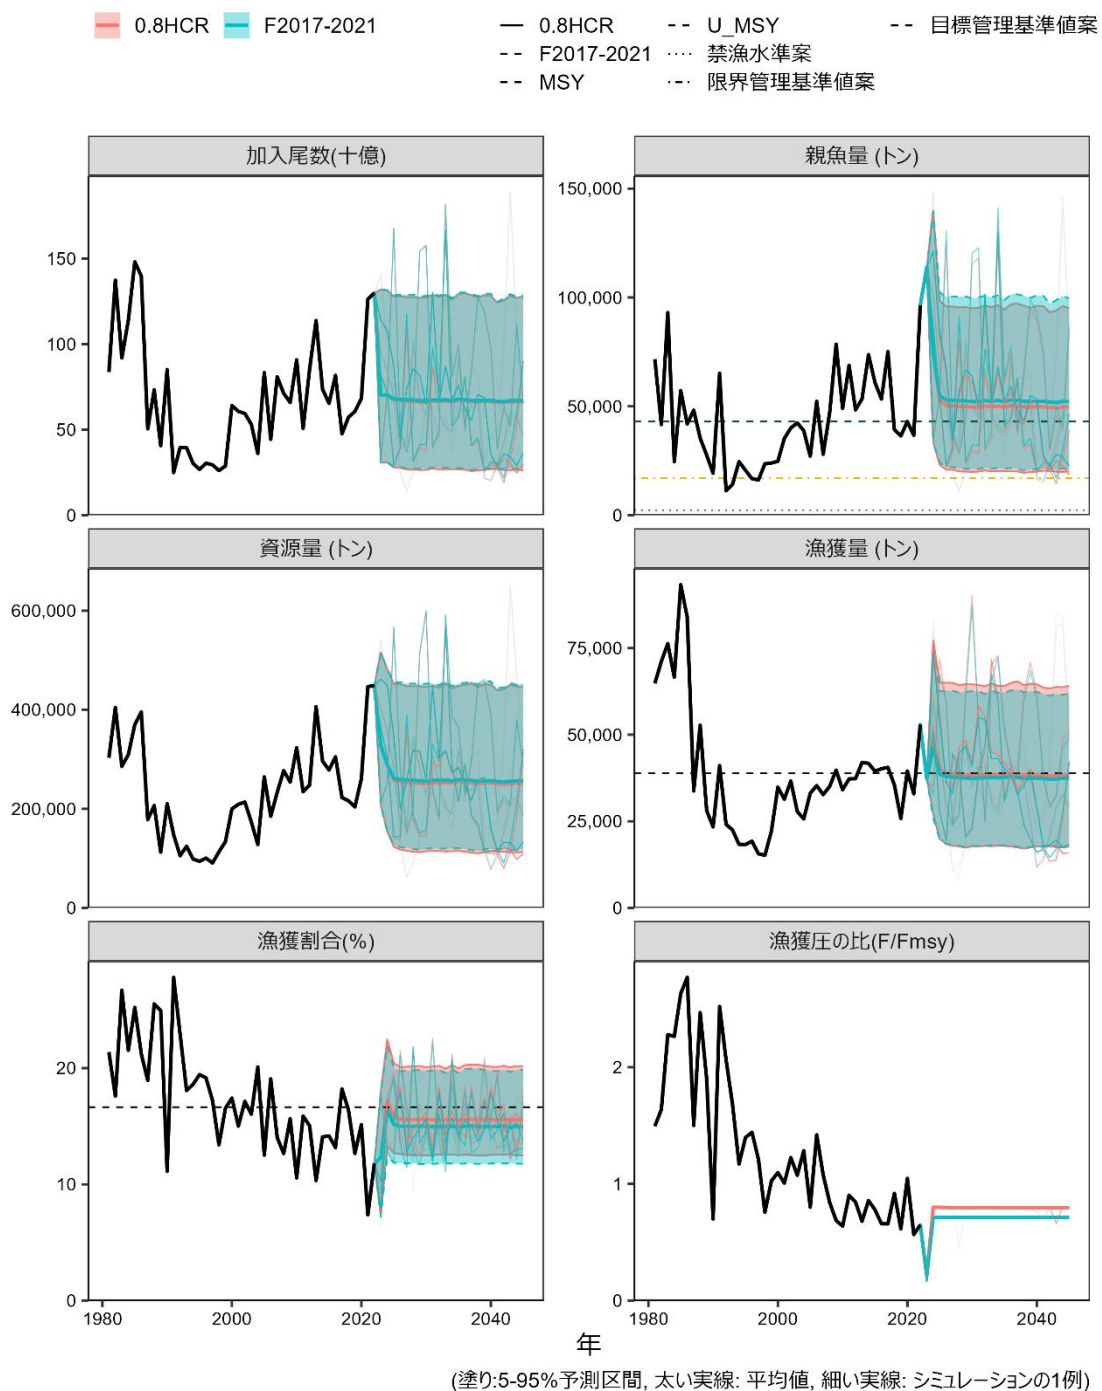 0.8HCR F2017-2021 0.8HCR U_MSY 目標管理基準値案
F2017-2021 禁漁水準案
MSY 限界管理基準値案
加入尾数(十億) 親魚量 (トン)
150,000
150
100,000
100
50,000
50
0 0
資源量 (トン) 漁獲量 (トン)
600,000
75,000
400,000
50,000
200,000
25,000
0 0
漁獲割合(%) 漁獲圧の比(F/Fmsy)
20 2
10 1
0 0
1980 2000 2020 2040 1980 2000 2020 2040
年
(塗り:5-95%予測区間, 太い実線: 平均値, 細い実線: シミュレーションの1例)